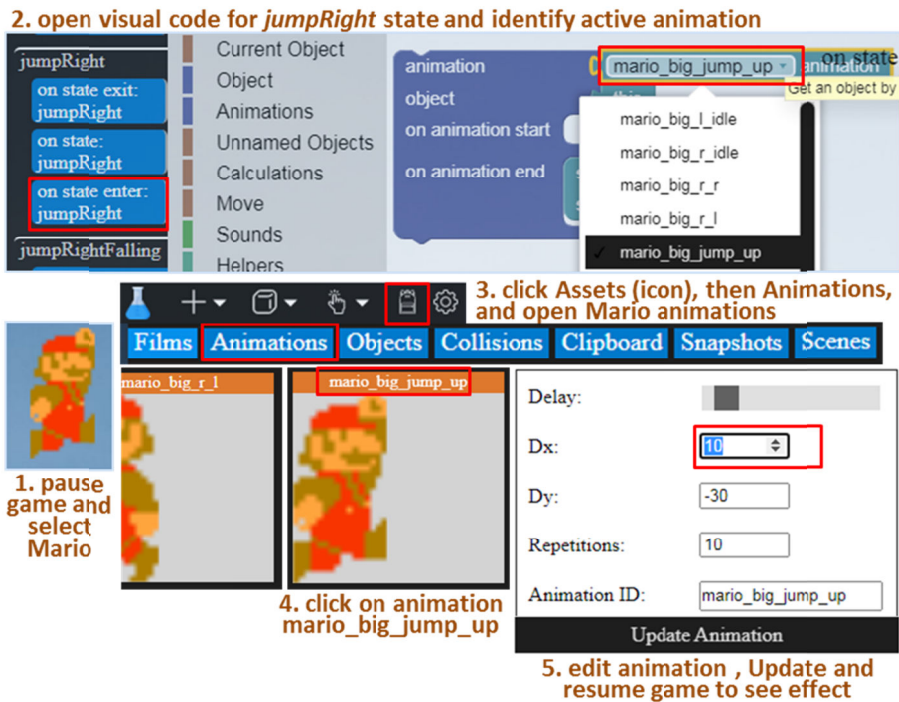 2. open visual code for jumpRight state and identify active animation
jumpRight
on state exit:
jumpRight
on state:
jumpRight
on state enter:
jumpRight
jumpRightFalling
Current Object
Object
Animations
Unnamed Objects
Calculations
Move
Sounds
Helpers
animation
mario_big_jump_up
animation
on state
object
this
Get an object by
on animation start
on animation end
mario_big_l_idle
mario_big_r_idle
mario_big_r_r
mario_big_r_l
✓ mario_big_jump_up
3. click Assets (icon), then Animations,
and open Mario animations
Films Animations Objects Collisions Clipboard Snapshots Scenes
1. pause
game and
select
Mario
mario_big_r_l
mario_big_jump_up
4. click on animation
mario_big_jump_up
Delay:
Dx: 10
Dy: -30
Repetitions: 10
Animation ID: mario_big_jump_up
Update Animation
5. edit animation , Update and
resume game to see effect